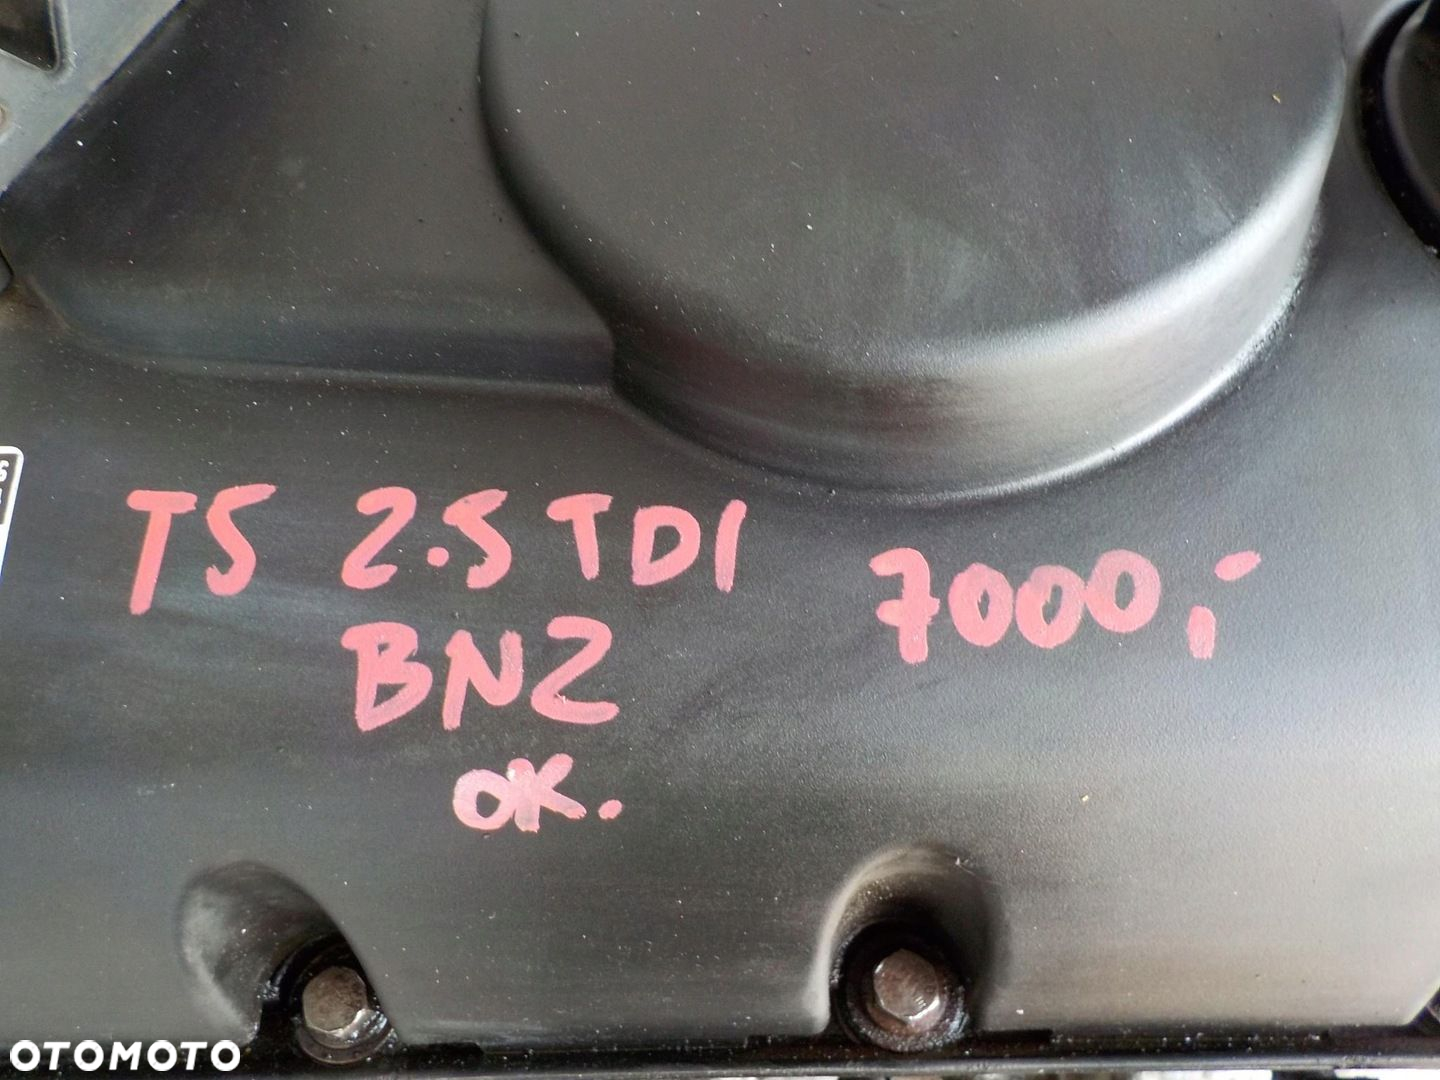 T5 2.5 TDI
7000,-
BNZ
OK.
OTOMOTO